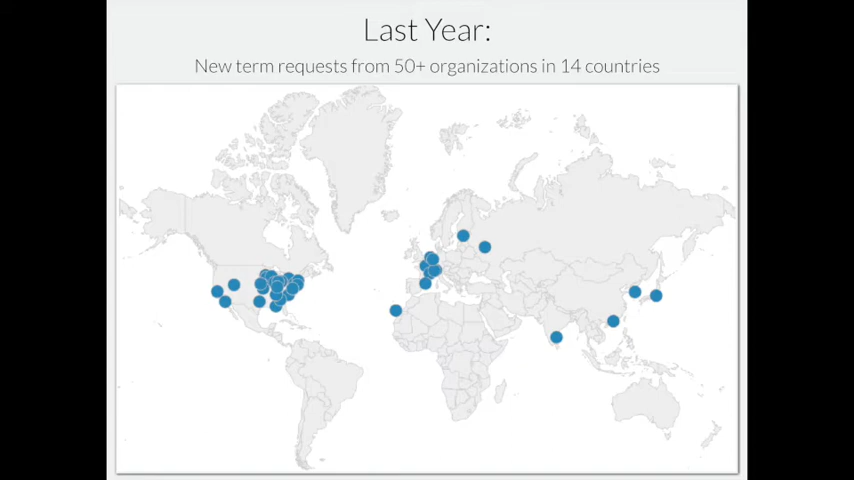 Last Year:
New term requests from 50+ organizations in 14 countries